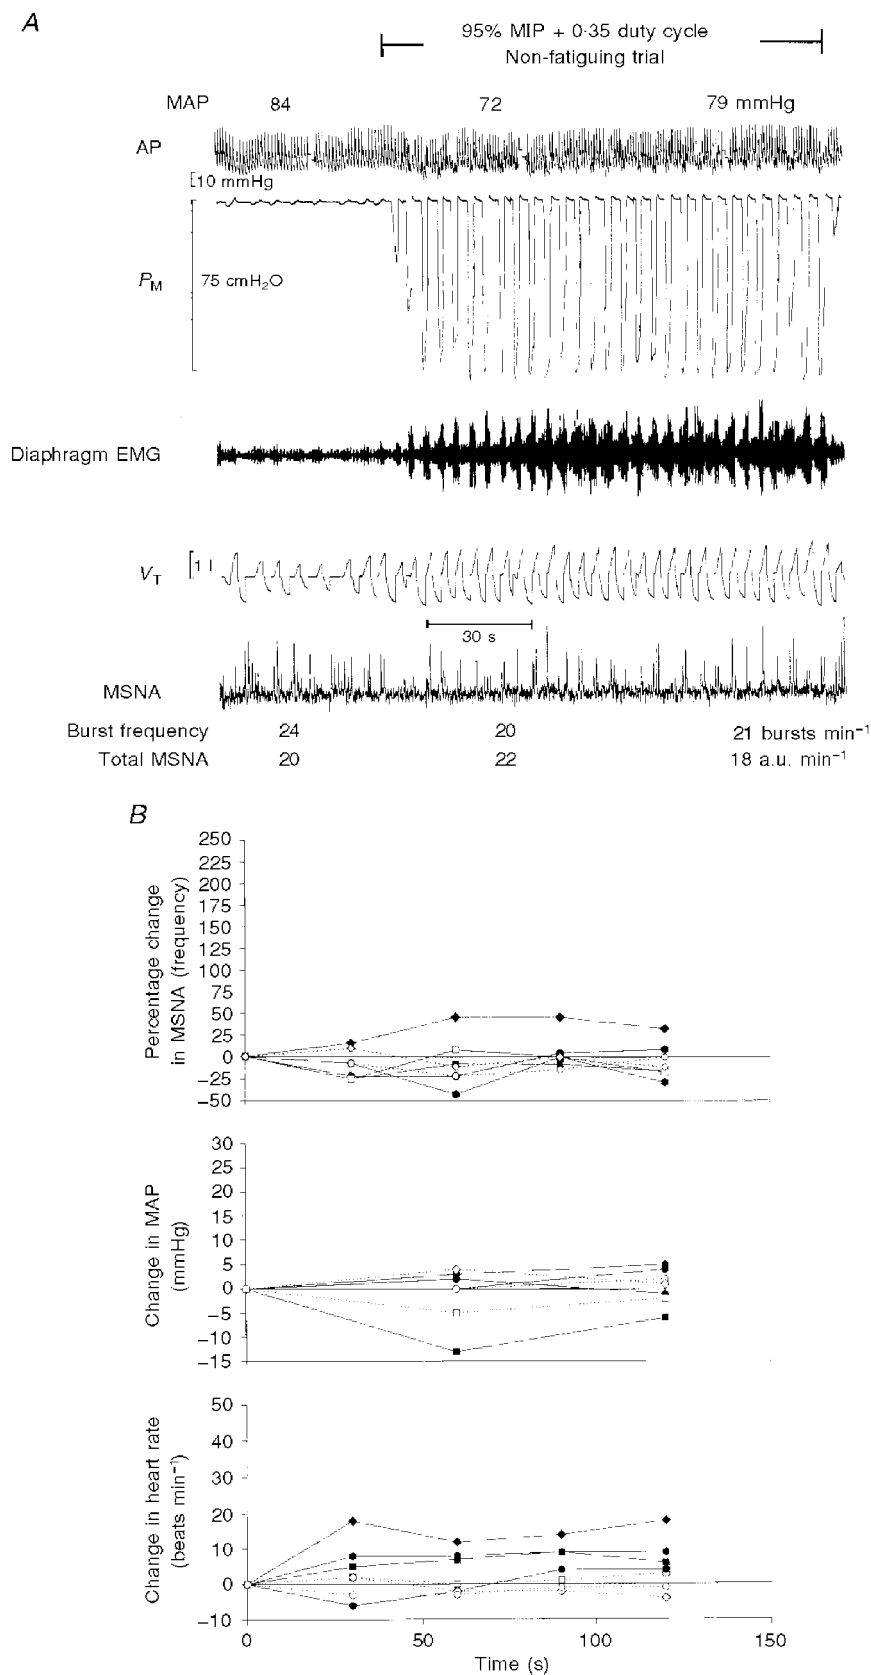 A
95% MIP + 0·35 duty cycle
Non-fatiguing trial
MAP 84 72 79 mmHg
AP
10 mmHg
P_M
75 cmH₂O
Diaphragm EMG
V_T
1 l
30 s
MSNA
Burst frequency 24 20 21 bursts min⁻¹
Total MSNA 20 22 18 a.u. min⁻¹
B
Percentage change
in MSNA (frequency)
250
225
200
175
150
125
100
75
50
25
0
−25
−50
Change in MAP
(mmHg)
30
25
20
15
10
5
0
−5
−10
−15
Change in heart rate
(beats min⁻¹)
50
40
30
20
10
0
−10
0 50 100 150
Time (s)